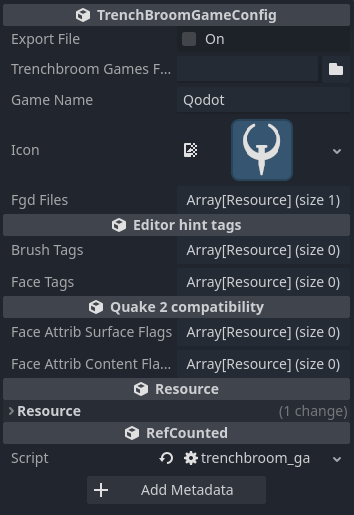 TrenchBroomGameConfig
Export File On
Trenchbroom Games F...
Game Name Qodot
Icon
Fgd Files Array[Resource] (size 1)
Editor hint tags
Brush Tags Array[Resource] (size 0)
Face Tags Array[Resource] (size 0)
Quake 2 compatibility
Face Attrib Surface Flags Array[Resource] (size 0)
Face Attrib Content Fla... Array[Resource] (size 0)
Resource
Resource (1 change)
RefCounted
Script trenchbroom_ga
Add Metadata